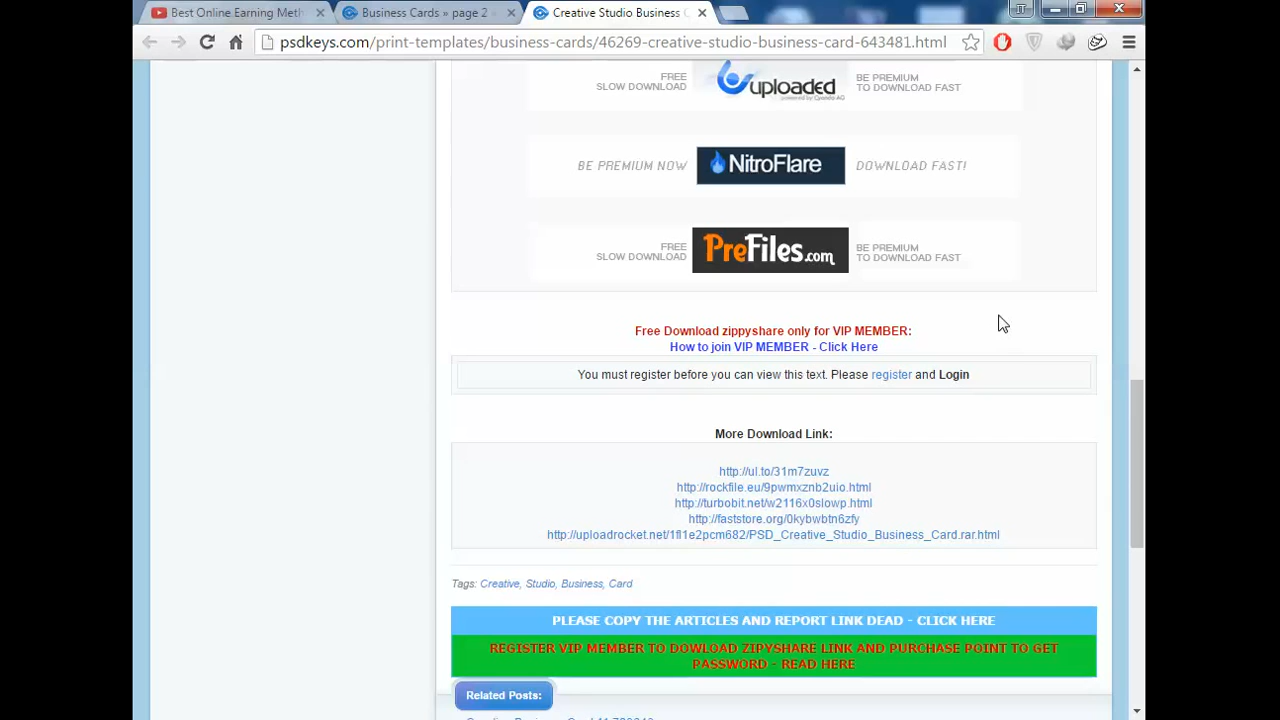 Best Online Earning Meth
Business Cards » page 2
Creative Studio Business C
psdkeys.com/print-templates/business-cards/46269-creative-studio-business-card-643481.html
FREE
SLOW DOWNLOAD
uploaded
powered by Cyando AG
BE PREMIUM
TO DOWNLOAD FAST
BE PREMIUM NOW
NitroFlare
DOWNLOAD FAST!
FREE
SLOW DOWNLOAD
PreFiles.com
BE PREMIUM
TO DOWNLOAD FAST
Free Download zippyshare only for VIP MEMBER:
How to join VIP MEMBER - Click Here
You must register before you can view this text. Please register and Login
More Download Link:
http://ul.to/31m7zuvz
http://rockfile.eu/9pwmxznb2uio.html
http://turbobit.net/w2116x0slowp.html
http://faststore.org/0kybwbtn6zfy
http://uploadrocket.net/1fl1e2pcm682/PSD_Creative_Studio_Business_Card.rar.html
Tags: Creative, Studio, Business, Card
PLEASE COPY THE ARTICLES AND REPORT LINK DEAD - CLICK HERE
REGISTER VIP MEMBER TO DOWLOAD ZIPYSHARE LINK AND PURCHASE POINT TO GET
PASSWORD - READ HERE
Related Posts: